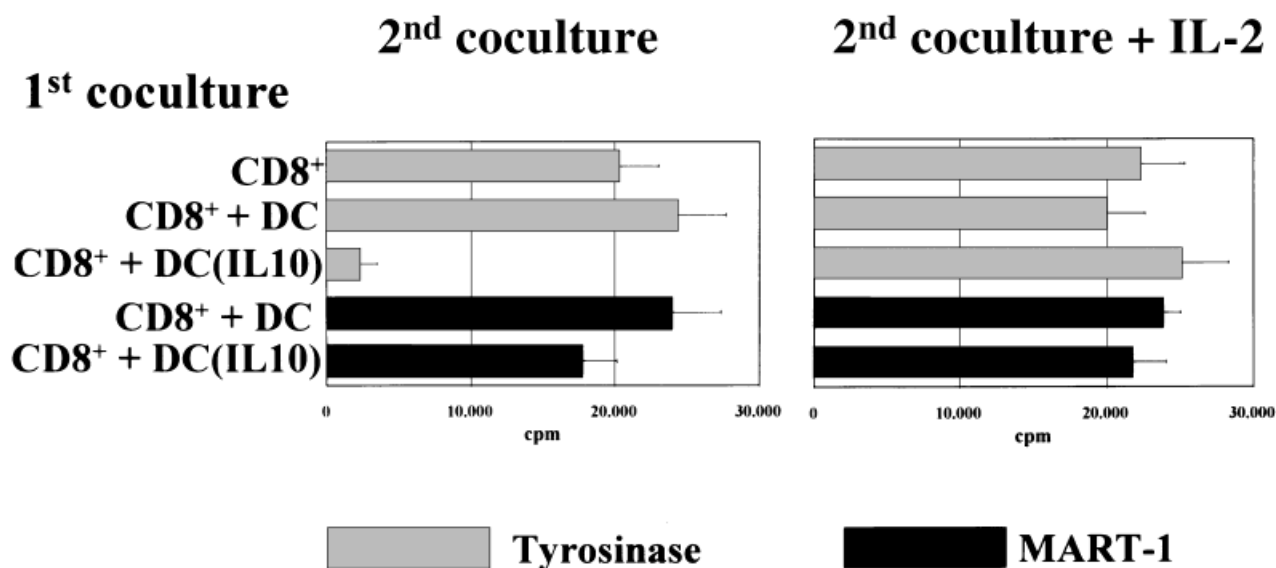 2nd coculture
2nd coculture + IL-2
1st coculture
CD8+
CD8+ + DC
CD8+ + DC(IL10)
CD8+ + DC
CD8+ + DC(IL10)
0 10.000 20.000 30.000
cpm
0 10.000 20.000 30.000
cpm
Tyrosinase
MART-1